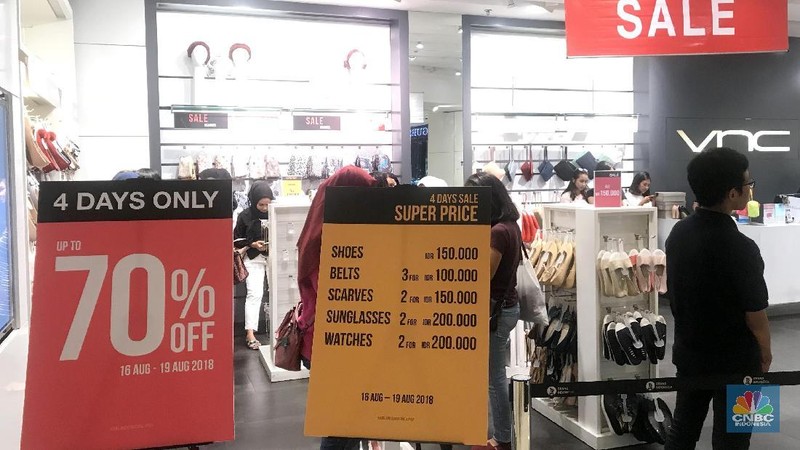 SALE
VNC
SALE
SALE
4 DAYS ONLY
UP TO
70% OFF
16 AUG - 19 AUG 2018
4 DAYS SALE
SUPER PRICE
SHOES IDR 150.000
BELTS 3 FOR IDR 100.000
SCARVES 2 FOR IDR 150.000
SUNGLASSES 2 FOR IDR 200.000
WATCHES 2 FOR IDR 200.000
16 AUG - 19 AUG 2018
150.000
CNBC
INDONESIA